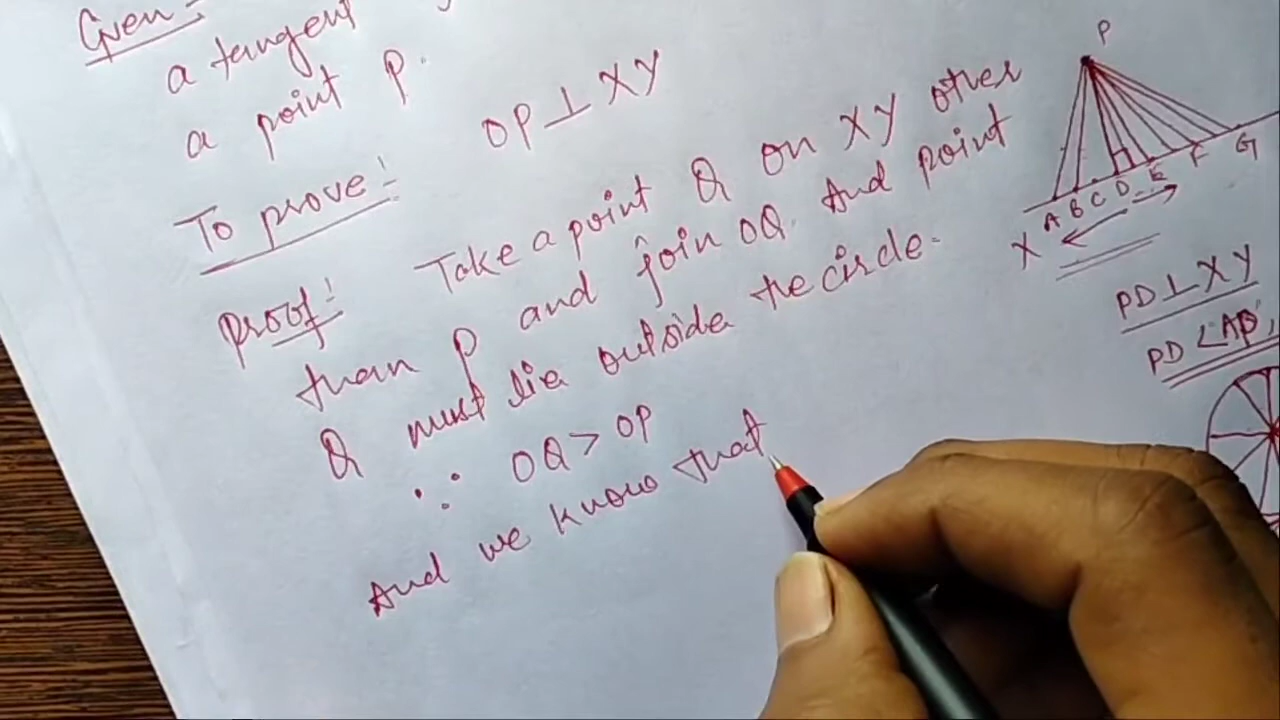 Given :-
a tangent
a point P.
To prove :- OP ⊥ XY
Proof :- Take a point Q on XY other
than P and join OQ. And point
Q must lie outside the circle.
∴ OQ > OP
And we know that
P
A B C D E F G
X
PD ⊥ XY
PD <